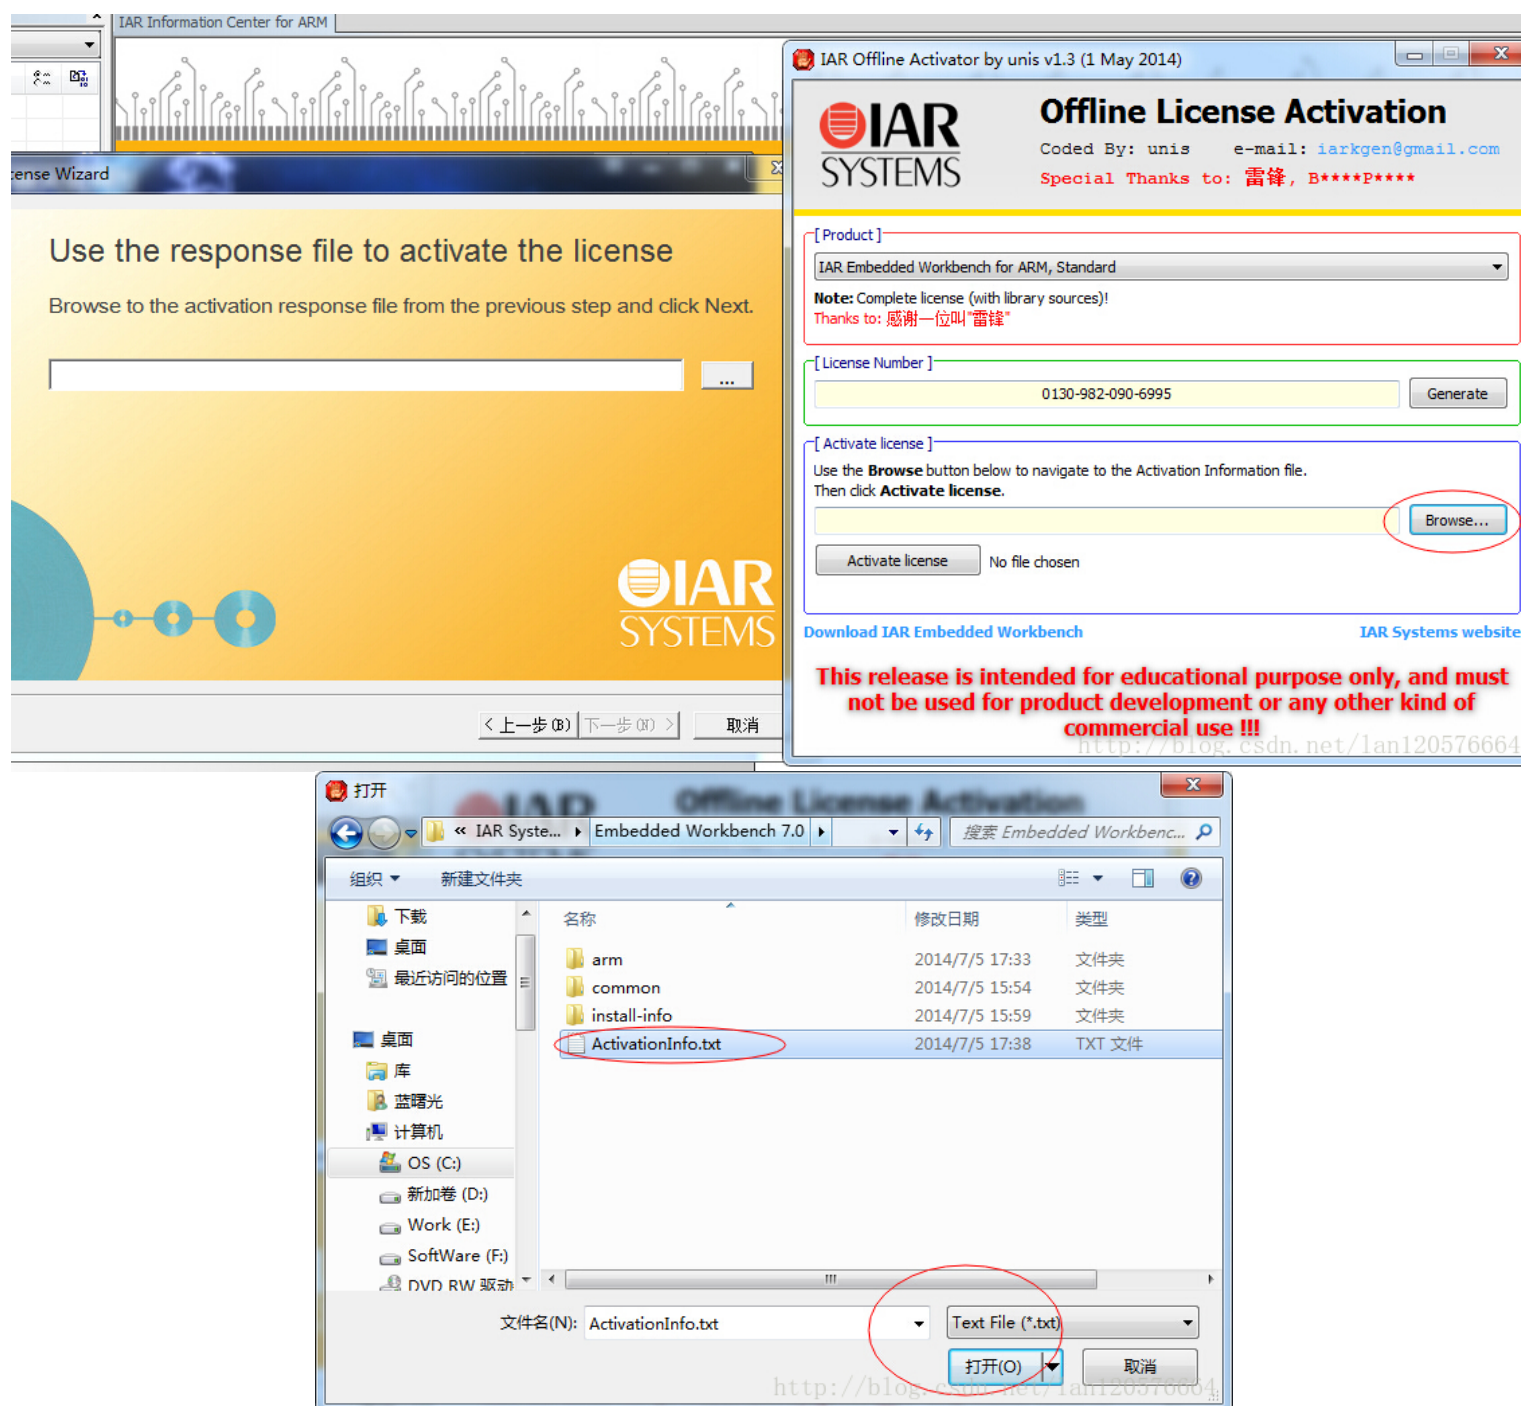 IAR Information Center for ARM
ense Wizard
Use the response file to activate the license
Browse to the activation response file from the previous step and click Next.
...
IAR
SYSTEMS
< 上一步(B)
下一步(N) >
取消
IAR Offline Activator by unis v1.3 (1 May 2014)
IAR
SYSTEMS
Offline License Activation
Coded By: unis e-mail: iarkgen@gmail.com
Special Thanks to: 雷锋, B****P****
[ Product ]
IAR Embedded Workbench for ARM, Standard
Note: Complete license (with library sources)!
Thanks to: 感谢一位叫"雷锋"
[ License Number ]
0130-982-090-6995
Generate
[ Activate license ]
Use the Browse button below to navigate to the Activation Information file.
Then click Activate license.
Browse...
Activate license
No file chosen
Download IAR Embedded Workbench
IAR Systems website
This release is intended for educational purpose only, and must
not be used for product development or any other kind of
commercial use !!!
http://blog.csdn.net/lan120576664
打开
IAR
Offline License Activation
« IAR Syste...
Embedded Workbench 7.0
搜索 Embedded Workbenc...
组织
新建文件夹
下载
桌面
最近访问的位置
桌面
库
蓝曙光
计算机
OS (C:)
新加卷 (D:)
Work (E:)
SoftWare (F:)
DVD RW 驱动
名称 修改日期 类型
arm 2014/7/5 17:33 文件夹
common 2014/7/5 15:54 文件夹
install-info 2014/7/5 15:59 文件夹
ActivationInfo.txt 2014/7/5 17:38 TXT 文件
文件名(N): ActivationInfo.txt
Text File (*.txt)
打开(O)
取消
http://blog.csdn.net/lan120576664